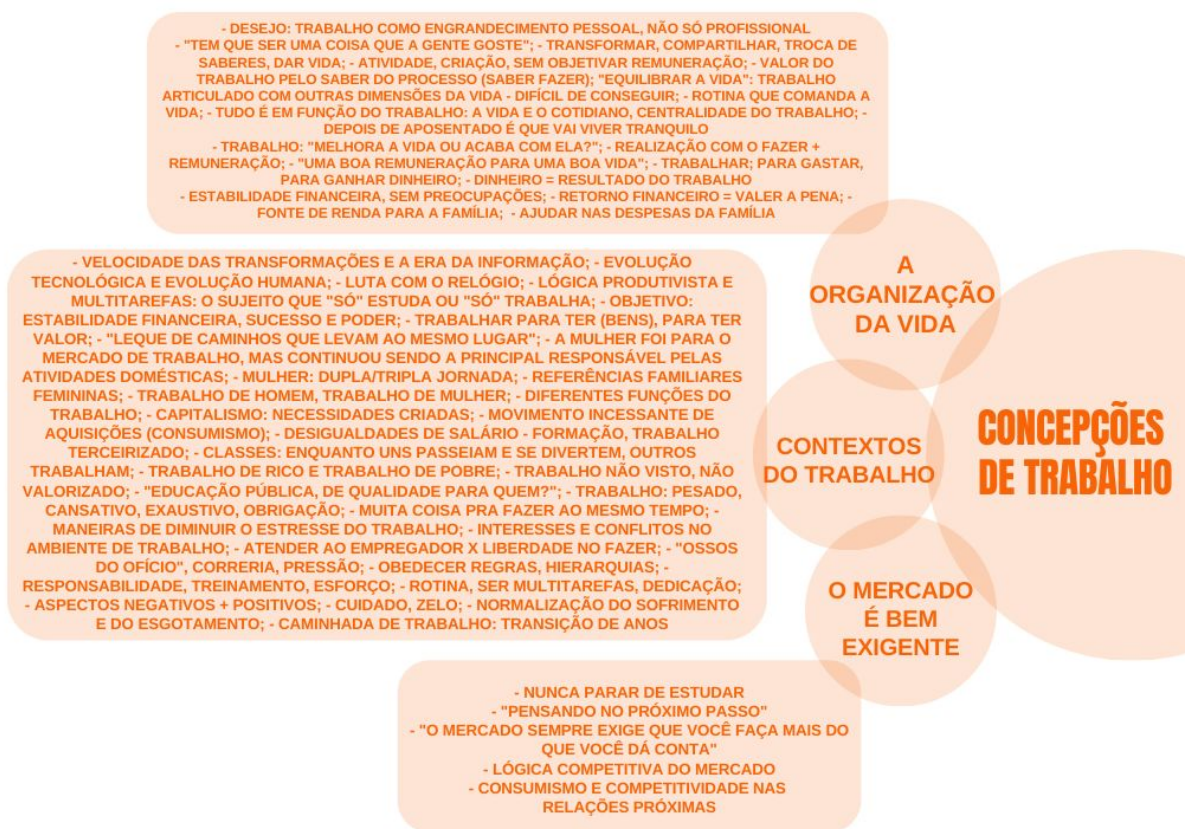 - DESEJO: TRABALHO COMO ENGRANDECIMENTO PESSOAL, NÃO SÓ PROFISSIONAL
- "TEM QUE SER UMA COISA QUE A GENTE GOSTE"; - TRANSFORMAR, COMPARTILHAR, TROCA DE
SABERES, DAR VIDA; - ATIVIDADE, CRIAÇÃO, SEM OBJETIVAR REMUNERAÇÃO; - VALOR DO
TRABALHO PELO SABER DO PROCESSO (SABER FAZER); "EQUILIBRAR A VIDA": TRABALHO
ARTICULADO COM OUTRAS DIMENSÕES DA VIDA - DIFÍCIL DE CONSEGUIR; - ROTINA QUE COMANDA A
VIDA; - TUDO É EM FUNÇÃO DO TRABALHO: A VIDA E O COTIDIANO, CENTRALIDADE DO TRABALHO; -
DEPOIS DE APOSENTADO É QUE VAI VIVER TRANQUILO
- TRABALHO: "MELHORA A VIDA OU ACABA COM ELA?"; - REALIZAÇÃO COM O FAZER +
REMUNERAÇÃO; - "UMA BOA REMUNERAÇÃO PARA UMA BOA VIDA"; - TRABALHAR; PARA GASTAR,
PARA GANHAR DINHEIRO; - DINHEIRO = RESULTADO DO TRABALHO
- ESTABILIDADE FINANCEIRA, SEM PREOCUPAÇÕES; - RETORNO FINANCEIRO = VALER A PENA; -
FONTE DE RENDA PARA A FAMÍLIA; - AJUDAR NAS DESPESAS DA FAMÍLIA
A
ORGANIZAÇÃO
DA VIDA
- VELOCIDADE DAS TRANSFORMAÇÕES E A ERA DA INFORMAÇÃO; - EVOLUÇÃO
TECNOLÓGICA E EVOLUÇÃO HUMANA; - LUTA COM O RELÓGIO; - LÓGICA PRODUTIVISTA E
MULTITAREFAS: O SUJEITO QUE "SÓ" ESTUDA OU "SÓ" TRABALHA; - OBJETIVO:
ESTABILIDADE FINANCEIRA, SUCESSO E PODER; - TRABALHAR PARA TER (BENS), PARA TER
VALOR; - "LEQUE DE CAMINHOS QUE LEVAM AO MESMO LUGAR"; - A MULHER FOI PARA O
MERCADO DE TRABALHO, MAS CONTINUOU SENDO A PRINCIPAL RESPONSÁVEL PELAS
ATIVIDADES DOMÉSTICAS; - MULHER: DUPLA/TRIPLA JORNADA; - REFERÊNCIAS FAMILIARES
FEMININAS; - TRABALHO DE HOMEM, TRABALHO DE MULHER; - DIFERENTES FUNÇÕES DO
TRABALHO; - CAPITALISMO: NECESSIDADES CRIADAS; - MOVIMENTO INCESSANTE DE
AQUISIÇÕES (CONSUMISMO); - DESIGUALDADES DE SALÁRIO - FORMAÇÃO, TRABALHO
TERCEIRIZADO; - CLASSES: ENQUANTO UNS PASSEIAM E SE DIVERTEM, OUTROS
TRABALHAM; - TRABALHO DE RICO E TRABALHO DE POBRE; - TRABALHO NÃO VISTO, NÃO
VALORIZADO; - "EDUCAÇÃO PÚBLICA, DE QUALIDADE PARA QUEM?"; - TRABALHO: PESADO,
CANSATIVO, EXAUSTIVO, OBRIGAÇÃO; - MUITA COISA PRA FAZER AO MESMO TEMPO; -
MANEIRAS DE DIMINUIR O ESTRESSE DO TRABALHO; - INTERESSES E CONFLITOS NO
AMBIENTE DE TRABALHO; - ATENDER AO EMPREGADOR X LIBERDADE NO FAZER; - "OSSOS
DO OFÍCIO", CORRERIA, PRESSÃO; - OBEDECER REGRAS, HIERARQUIAS; -
RESPONSABILIDADE, TREINAMENTO, ESFORÇO; - ROTINA, SER MULTITAREFAS, DEDICAÇÃO;
- ASPECTOS NEGATIVOS + POSITIVOS; - CUIDADO, ZELO; - NORMALIZAÇÃO DO SOFRIMENTO
E DO ESGOTAMENTO; - CAMINHADA DE TRABALHO: TRANSIÇÃO DE ANOS
CONTEXTOS
DO TRABALHO
CONCEPÇÕES
DE TRABALHO
O MERCADO
É BEM
EXIGENTE
- NUNCA PARAR DE ESTUDAR
- "PENSANDO NO PRÓXIMO PASSO"
- "O MERCADO SEMPRE EXIGE QUE VOCÊ FAÇA MAIS DO
QUE VOCÊ DÁ CONTA"
- LÓGICA COMPETITIVA DO MERCADO
- CONSUMISMO E COMPETITIVIDADE NAS
RELAÇÕES PRÓXIMAS